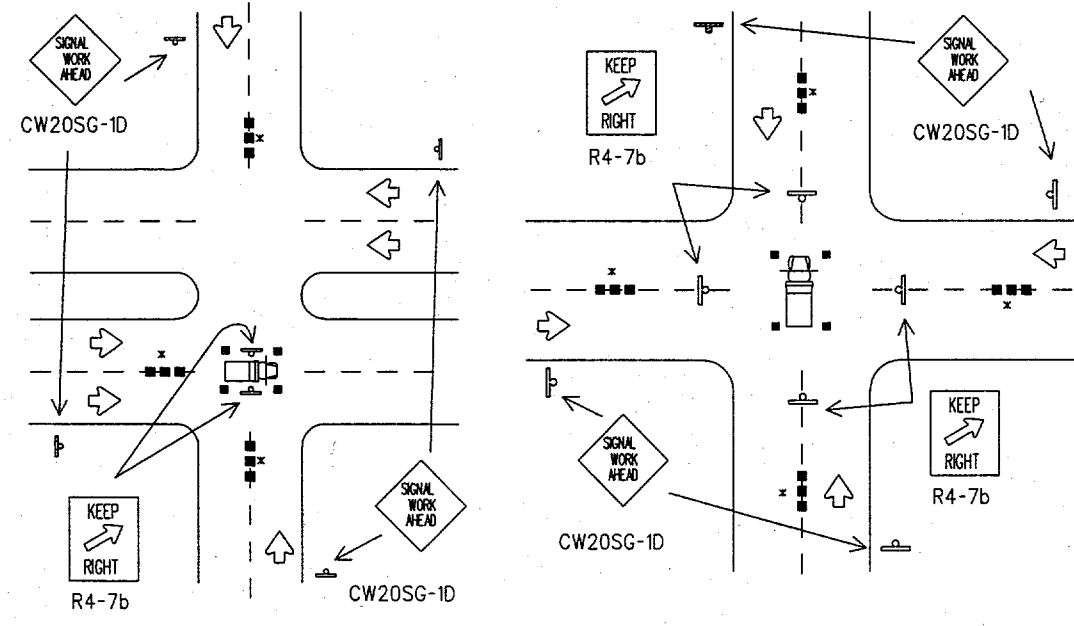 SIGNAL
WORK
AHEAD
CW20SG-1D
KEEP
RIGHT
R4-7b
SIGNAL
WORK
AHEAD
CW20SG-1D
KEEP
RIGHT
R4-7b
SIGNAL
WORK
AHEAD
CW20SG-1D
SIGNAL
WORK
AHEAD
CW20SG-1D
KEEP
RIGHT
R4-7b